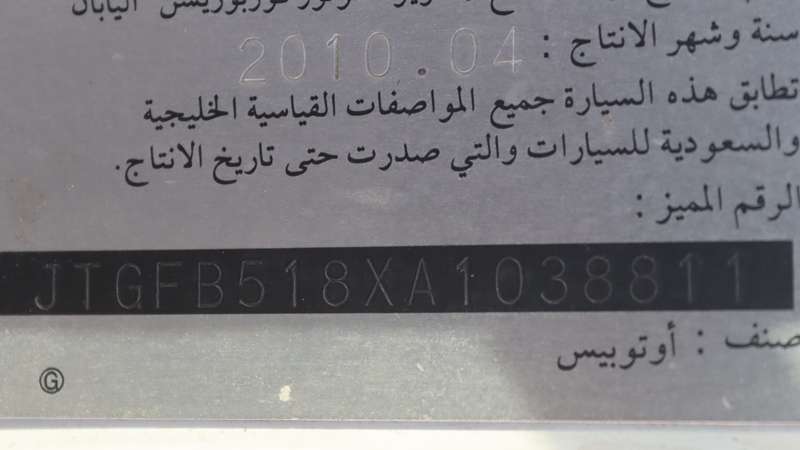 اليابان
سنة وشهر الانتاج : 2010.04
تطابق هذه السيارة جميع المواصفات القياسية الخليجية
والسعودية للسيارات والتي صدرت حتى تاريخ الانتاج.
الرقم المميز :
JTGFB518XA1038811
صنف : أوتوبيس
G